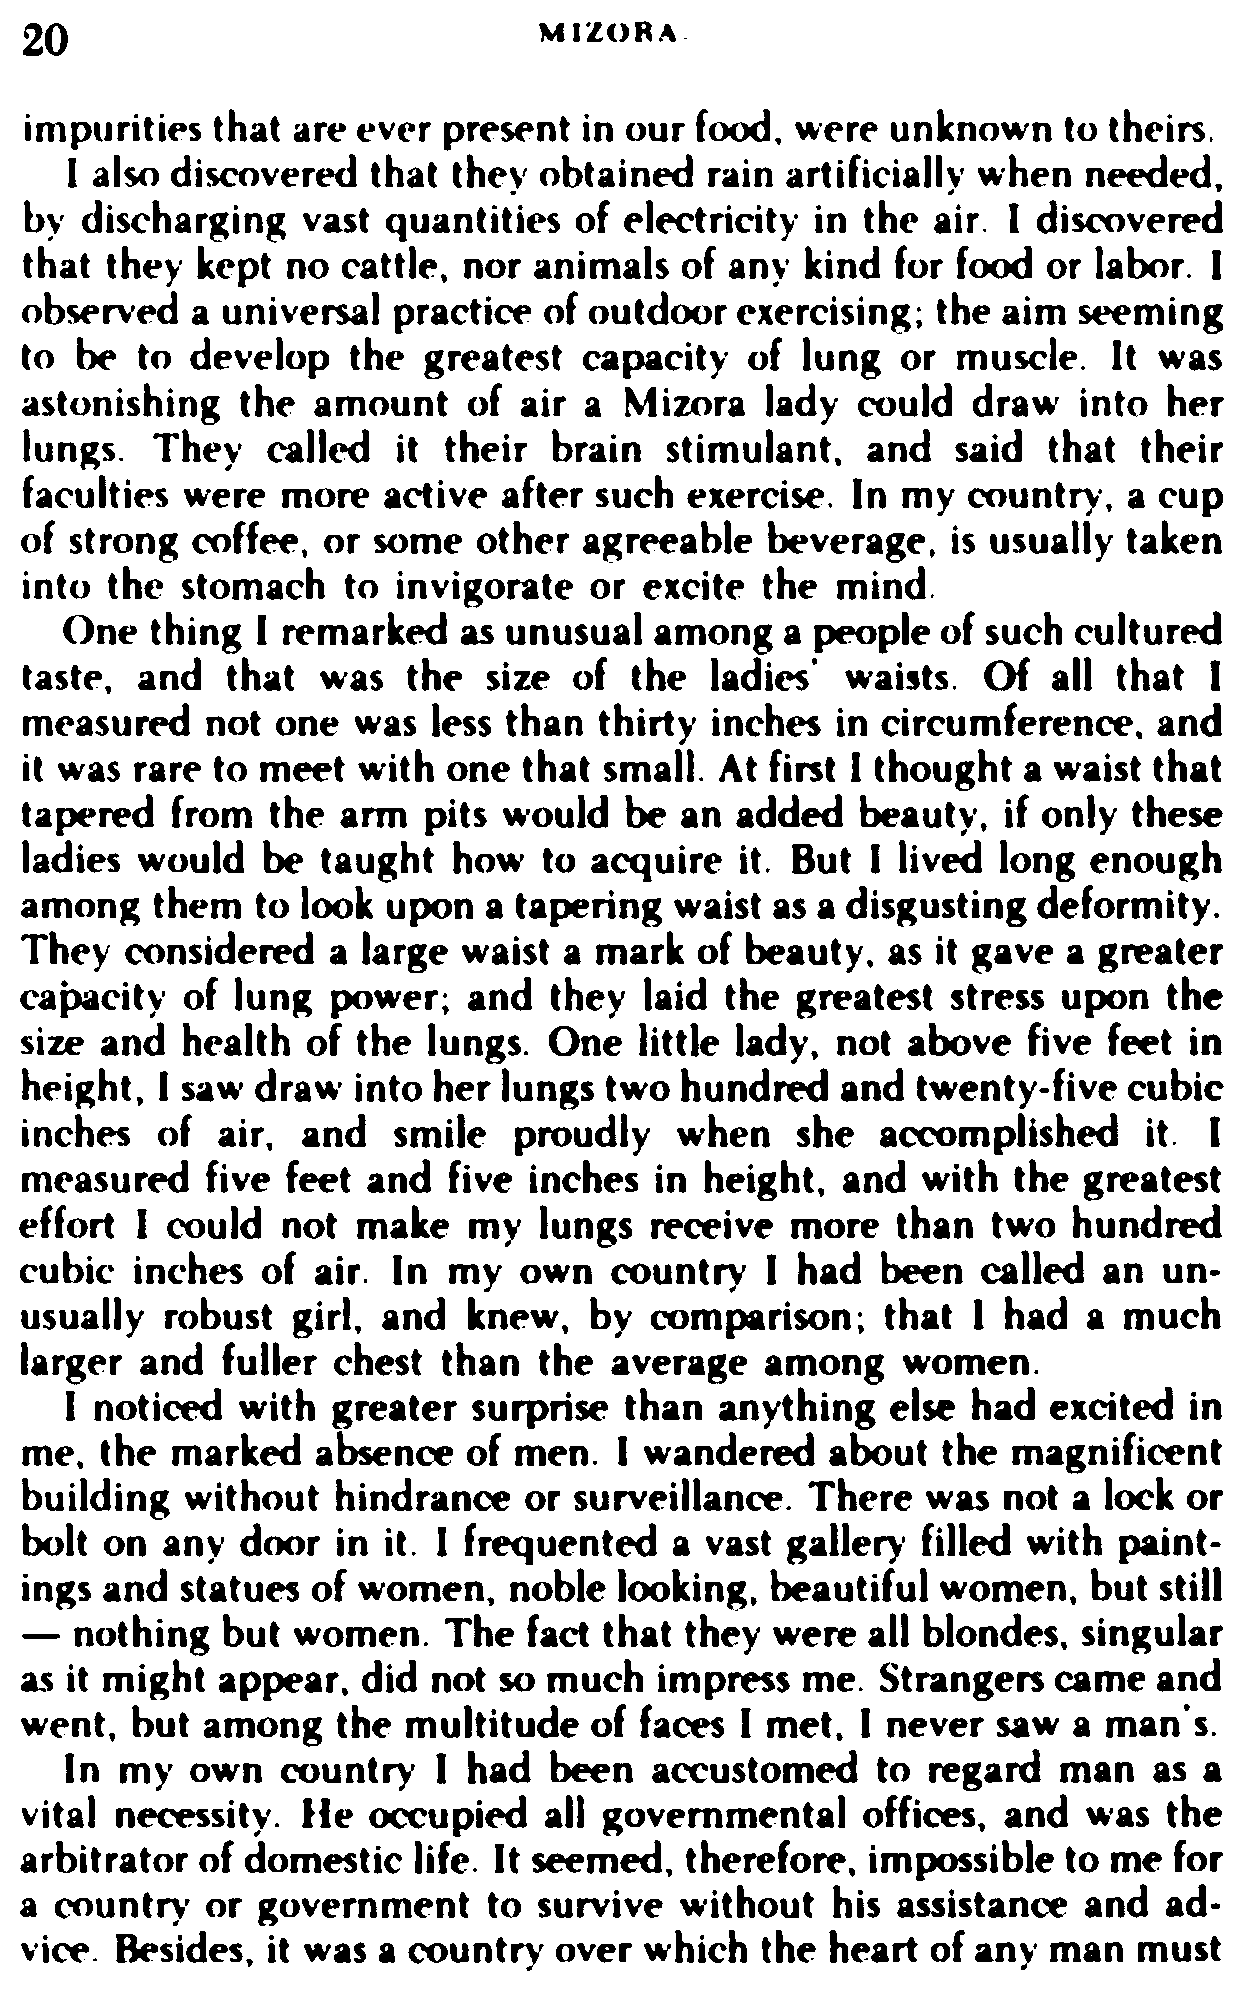 20 MIZORA.
impurities that are ever present in our food, were unknown to theirs.
I also discovered that they obtained rain artificially when needed,
by discharging vast quantities of electricity in the air. I discovered
that they kept no cattle, nor animals of any kind for food or labor. I
observed a universal practice of outdoor exercising; the aim seeming
to be to develop the greatest capacity of lung or muscle. It was
astonishing the amount of air a Mizora lady could draw into her
lungs. They called it their brain stimulant, and said that their
faculties were more active after such exercise. In my country, a cup
of strong coffee, or some other agreeable beverage, is usually taken
into the stomach to invigorate or excite the mind.
One thing I remarked as unusual among a people of such cultured
taste, and that was the size of the ladies' waists. Of all that I
measured not one was less than thirty inches in circumference, and
it was rare to meet with one that small. At first I thought a waist that
tapered from the arm pits would be an added beauty, if only these
ladies would be taught how to acquire it. But I lived long enough
among them to look upon a tapering waist as a disgusting deformity.
They considered a large waist a mark of beauty, as it gave a greater
capacity of lung power; and they laid the greatest stress upon the
size and health of the lungs. One little lady, not above five feet in
height, I saw draw into her lungs two hundred and twenty-five cubic
inches of air, and smile proudly when she accomplished it. I
measured five feet and five inches in height, and with the greatest
effort I could not make my lungs receive more than two hundred
cubic inches of air. In my own country I had been called an un-
usually robust girl, and knew, by comparison; that I had a much
larger and fuller chest than the average among women.
I noticed with greater surprise than anything else had excited in
me, the marked absence of men. I wandered about the magnificent
building without hindrance or surveillance. There was not a lock or
bolt on any door in it. I frequented a vast gallery filled with paint-
ings and statues of women, noble looking, beautiful women, but still
— nothing but women. The fact that they were all blondes, singular
as it might appear, did not so much impress me. Strangers came and
went, but among the multitude of faces I met, I never saw a man's.
In my own country I had been accustomed to regard man as a
vital necessity. He occupied all governmental offices, and was the
arbitrator of domestic life. It seemed, therefore, impossible to me for
a country or government to survive without his assistance and ad-
vice. Besides, it was a country over which the heart of any man must